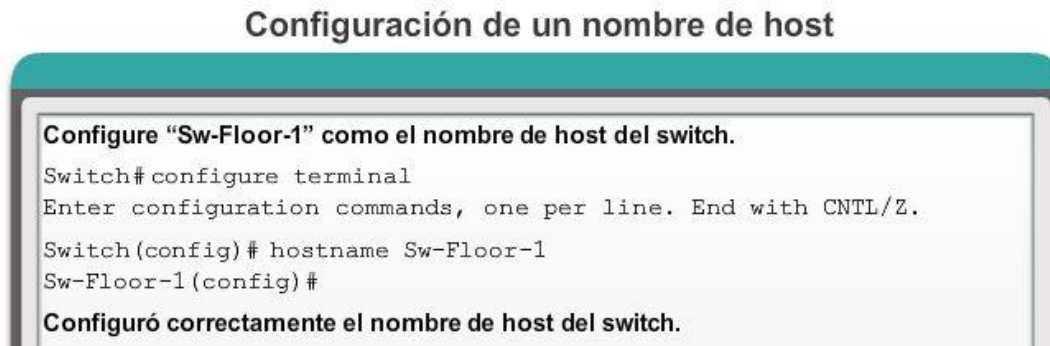 Configuración de un nombre de host
Configure “Sw-Floor-1” como el nombre de host del switch.
Switch# configure terminal
Enter configuration commands, one per line. End with CNTL/Z.
Switch(config)# hostname Sw-Floor-1
Sw-Floor-1(config)#
Configuró correctamente el nombre de host del switch.